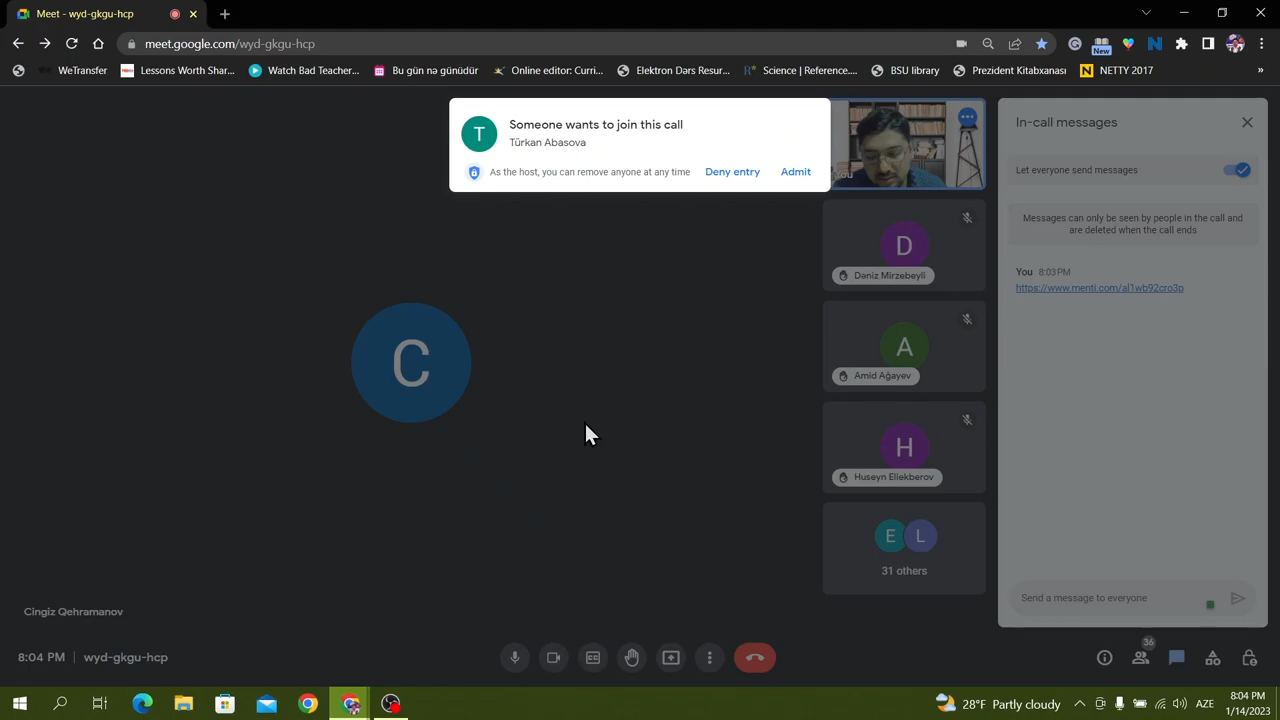 Meet - wyd-gkgu-hcp
meet.google.com/wyd-gkgu-hcp
New
WeTransfer
Lessons Worth Shar...
Watch Bad Teacher...
Bu gün nə günüdür
Online editor: Curri...
Elektron Dərs Resur...
Science | Reference...
BSU library
Prezident Kitabxanası
NETTY 2017
»
T
Someone wants to join this call
Türkan Abasova
As the host, you can remove anyone at any time
Deny entry
Admit
You
D
Dəniz Mirzebeyli
A
Amid Ağayev
H
Huseyn Eliekberov
E
L
31 others
C
Cingiz Qehramanov
In-call messages
Let everyone send messages
Messages can only be seen by people in the call and
are deleted when the call ends
You 8:03 PM
https://www.menti.com/al1wb92cro3p
Send a message to everyone
8:04 PM | wyd-gkgu-hcp
36
28°F Partly cloudy
AZE
8:04 PM
1/14/2023